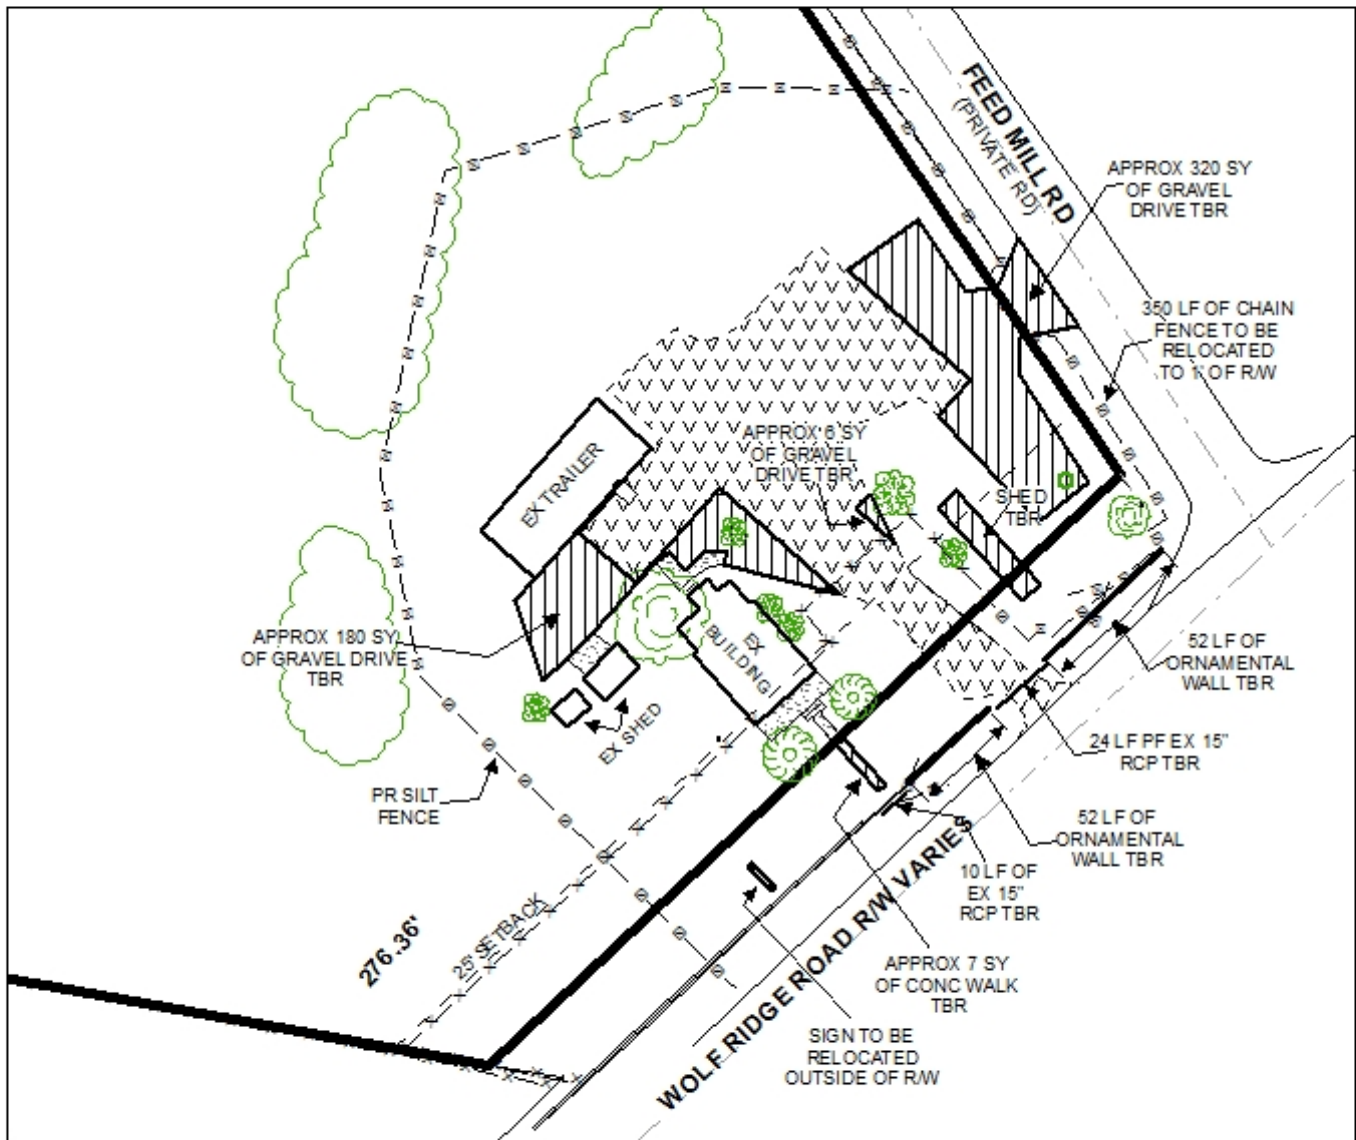 FEED MILL RD
(PRIVATE RD)
APPROX 320 SY
OF GRAVEL
DRIVE TBR
350 LF OF CHAIN
FENCE TO BE
RELOCATED
TO 1' OF R/W
APPROX 6 SY
OF GRAVEL
DRIVE TBR
EX TRAILER
SHED
TBR
APPROX 180 SY
OF GRAVEL DRIVE
TBR
EX
BUILDING
EX SHED
52 LF OF
ORNAMENTAL
WALL TBR
24 LF PF EX 15"
RCP TBR
PR SILT
FENCE
52 LF OF
ORNAMENTAL
WALL TBR
10 LF OF
EX 15"
RCP TBR
276.36'
25' SETBACK
WOLF RIDGE ROAD R/W VARIES
APPROX 7 SY
OF CONC WALK
TBR
SIGN TO BE
RELOCATED
OUTSIDE OF R/W